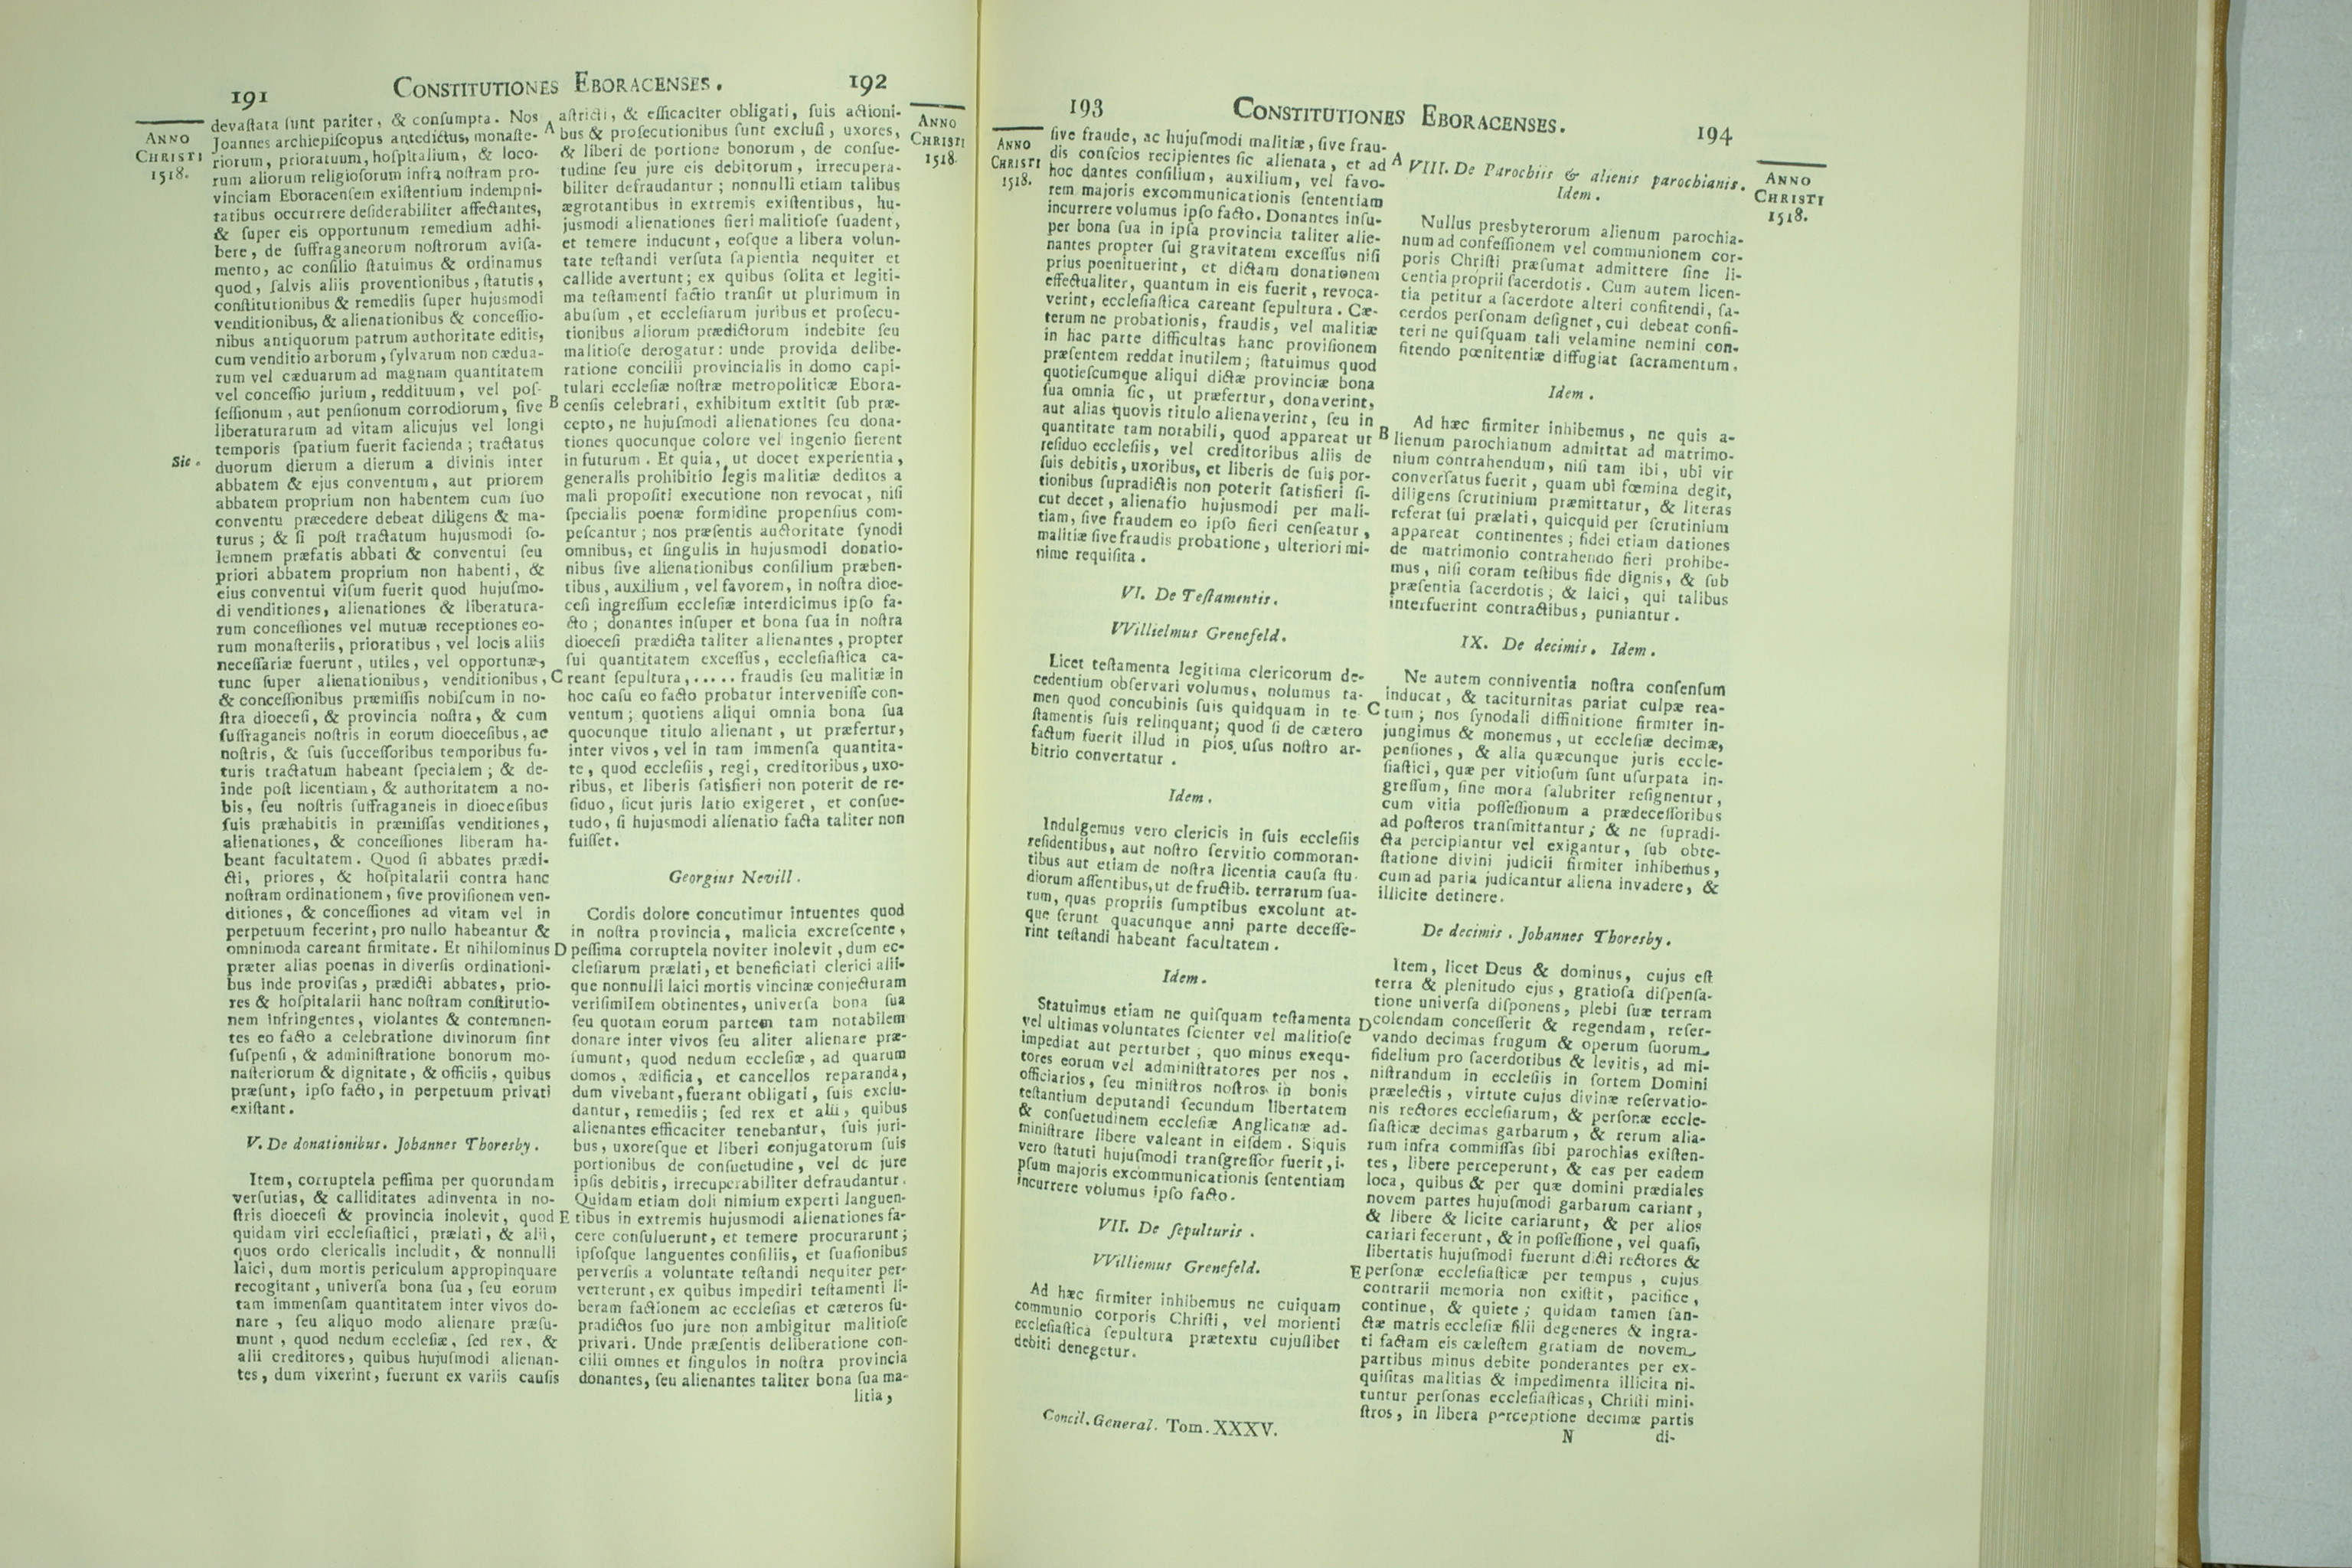 191
CONSTITUTIONES EBORACENSES.
192
ANNO
CHRISTI
1518.
devaſtata ſunt pariter, & conſumpta. Nos
Joannes archiepiſcopus antedictus, monaſte-
riorum, prioratuum, hoſpitalium, & loco-
rum aliorum religioſorum infra noſtram pro-
vinciam Eboracenſem exiſtentium indempni-
tatibus occurrere deſiderabiliter affectantes,
& ſuper eis opportunum remedium adhi-
bere, de ſuffraganeorum noſtrorum aviſa-
mento, ac conſilio ſtatuimus & ordinamus
quod, ſalvis aliis proventionibus, ſtatutis,
conſtitutionibus & remediis ſuper hujuſmodi
venditionibus, & alienationibus & conceſſio-
nibus antiquorum patrum authoritate editis,
cum venditio arborum, ſylvarum non cædua-
rum vel cæduarum ad magnam quantitatem
vel conceſſio jurium, reddituum, vel poſ-
ſeſſionum, aut penſionum corrodiorum, ſive
liberaturarum ad vitam alicujus vel longi
temporis ſpatium fuerit facienda; tractatus
Sic.
duorum dierum a dierum a divinis inter
abbatem & ejus conventum, aut priorem
abbatem proprium non habentem cum ſuo
conventu præcedere debeat diligens & ma-
turus; & ſi poſt tractatum hujuſmodi ſo-
lemnem præfatis abbati & conventui ſeu
priori abbatem proprium non habenti, &
eius conventui viſum fuerit quod hujuſmo-
di venditiones, alienationes & liberatura-
rum conceſſiones vel mutuæ receptiones eo-
rum monaſteriis, prioratibus, vel locis aliis
neceſſariæ fuerunt, utiles, vel opportunæ,
tunc ſuper alienationibus, venditionibus,
& conceſſionibus præmiſſis nobiſcum in no-
ſtra dioeceſi, & provincia noſtra, & cum
ſuffraganeis noſtris in eorum dioeceſibus, ac
noſtris, & ſuis ſucceſſoribus temporibus fu-
turis tractatum habeant ſpecialem; & de-
inde poſt licentiam, & authoritatem a no-
bis, ſeu noſtris ſuffraganeis in dioeceſibus
ſuis præhabitis in præmiſſas venditiones,
alienationes, & conceſſiones liberam ha-
beant facultatem. Quod ſi abbates prædi-
cti, priores, & hoſpitalarii contra hanc
noſtram ordinationem, ſive proviſionem ven-
ditiones, & conceſſiones ad vitam vel in
perpetuum fecerint, pro nullo habeantur &
omnimoda careant firmitate. Et nihilominus
præter alias poenas in diverſis ordinationi-
bus inde proviſas, prædicti abbates, prio-
res & hoſpitalarii hanc noſtram conſtitutio-
nem infringentes, violantes & contemnen-
tes eo facto a celebratione divinorum ſint
ſuſpenſi, & adminiſtratione bonorum mo-
naſteriorum & dignitate, & officiis, quibus
præſunt, ipſo facto, in perpetuum privati
exiſtant.
V. De donationibus. Johannes Thoresby.
Item, corruptela peſſima per quorundam
verſutias, & calliditates adinventa in no-
ſtris dioeceſi & provincia inolevit, quod
quidam viri eccleſiaſtici, prælati, & alii,
quos ordo clericalis includit, & nonnulli
laici, dum mortis periculum appropinquare
recogitant, univerſa bona ſua, ſeu eorum
tam immenſam quantitatem inter vivos do-
nare, ſeu aliquo modo alienare præſu-
munt, quod nedum eccleſiæ, ſed rex, &
alii creditores, quibus hujuſmodi alienan-
tes, dum vixerint, fuerunt ex variis cauſis
A
B
C
D
E
ANNO
CHRISTI
1518.
aſtricti, & efficaciter obligati, ſuis actioni-
bus & proſecutionibus ſunt excluſi, uxores,
& liberi de portione bonorum, de conſue-
tudine ſeu jure eis debitorum, irrecupera-
biliter defraudantur; nonnulli etiam talibus
ægrotantibus in extremis exiſtentibus, hu-
jusmodi alienationes fieri malitioſe ſuadent,
et temere inducunt, eoſque a libera volun-
tate teſtandi verſuta ſapientia nequiter et
callide avertunt; ex quibus ſolita et legiti-
ma teſtamenti factio tranſit ut plurimum in
abuſum, et eccleſiarum juribus et proſecu-
tionibus aliorum prædictorum indebite ſeu
malitioſe derogatur: unde provida delibe-
ratione concilii provincialis in domo capi-
tulari eccleſiæ noſtræ metropoliticæ Ebora-
cenſis celebrati, exhibitum extitit ſub præ-
cepto, ne hujuſmodi alienationes ſeu dona-
tiones quocunque colore vel ingenio fierent
in futurum. Et quia, ut docet experientia,
generalis prohibitio legis malitiæ deditos a
mali propoſiti executione non revocat, niſi
ſpecialis poenæ formidine propenſius com-
peſcantur; nos præſentis auctoritate ſynodi
omnibus, et ſingulis in hujusmodi donatio-
nibus ſive alienationibus conſilium præben-
tibus, auxilium, vel favorem, in noſtra dioe-
ceſi ingreſſum eccleſiæ interdicimus ipſo fa-
cto; donantes inſuper et bona ſua in noſtra
dioeceſi prædicta taliter alienantes, propter
ſui quantitatem exceſſus, eccleſiaſtica ca-
reant ſepultura,..... fraudis ſeu malitiæ in
hoc caſu eo facto probatur interveniſſe con-
ventum; quotiens aliqui omnia bona ſua
quocunque titulo alienant, ut præfertur,
inter vivos, vel in tam immenſa quantita-
te, quod eccleſiis, regi, creditoribus, uxo-
ribus, et liberis ſatisfieri non poterit de re-
ſiduo, ſicut juris latio exigeret, et conſue-
tudo, ſi hujusmodi alienatio facta taliter non
fuiſſet.
Georgius Nevill.
Cordis dolore concutimur intuentes quod
in noſtra provincia, malicia excreſcente,
peſſima corruptela noviter inolevit, dum ec-
cleſiarum prælati, et beneficiati clerici alii-
que nonnulli laici mortis vincinæ conjecturam
veriſimilem obtinentes, univerſa bona ſua
ſeu quotam eorum partem tam notabilem
donare inter vivos ſeu aliter alienare præ-
ſumunt, quod nedum eccleſiæ, ad quarum
domos, ædificia, et cancellos reparanda,
dum vivebant, fuerant obligati, ſuis exclu-
dantur, remediis; ſed rex et alii, quibus
alienantes efficaciter tenebantur, ſuis juri-
bus, uxoreſque et liberi conjugatorum ſuis
portionibus de conſuetudine, vel de jure
ipſis debitis, irrecuperabiliter defraudantur.
Quidam etiam doli nimium experti languen-
tibus in extremis hujusmodi alienationes fa-
cere conſuluerunt, et temere procurarunt;
ipſoſque languentes conſiliis, et ſuaſionibus
perverſis a voluntate teſtandi nequiter per-
verterunt, ex quibus impediri teſtamenti li-
beram factionem ac eccleſias et cæteros ſu-
pradictos ſuo jure non ambigitur malitioſe
privari. Unde præſentis deliberatione con-
cilii omnes et ſingulos in noſtra provincia
donantes, ſeu alienantes taliter bona ſua ma-
litia,
193
CONSTITUTIONES EBORACENSES.
194
ANNO
CHRISTI
1518.
ſive fraude, ac hujuſmodi malitiæ, ſive frau-
dis conſcios recipientes ſic alienata, et ad
hoc dantes conſilium, auxilium, vel favo-
rem majoris excommunicationis ſententiam
incurrere volumus ipſo facto. Donantes inſu-
per bona ſua in ipſa provincia taliter alie-
nantes propter ſui gravitatem exceſſus niſi
prius poenituerint, et dictam donationem
effectualiter, quantum in eis fuerit, revoca-
verint, eccleſiaſtica careant ſepultura. Cæ-
terum ne probationis, fraudis, vel malitiæ
in hac parte difficultas hanc proviſionem
præſentem reddat inutilem; ſtatuimus quod
quotieſcumque aliqui dictæ provinciæ bona
ſua omnia ſic, ut præfertur, donaverint,
aut alias quovis titulo alienaverint, ſeu in
quantitate tam notabili, quod appareat ut
reſiduo eccleſiis, vel creditoribus aliis de
ſuis debitis, uxoribus, et liberis de ſuis por-
tionibus ſupradictis non poterit ſatisfieri ſi-
cut decet, alienatio hujusmodi per mali-
tiam, ſive fraudem eo ipſo fieri cenſeatur,
malitiæ ſive fraudis probatione, ulteriori mi-
nime requiſita.
VI. De Teſtamentis.
VVillielmus Grenefeld.
Licet teſtamenta legitima clericorum de-
cedentium obſervari volumus, nolumus ta-
men quod concubinis ſuis quidquam in te-
ſtamentis ſuis relinquant; quod ſi de cætero
factum fuerit illud in pios uſus noſtro ar-
bitrio convertatur.
Idem.
Indulgemus vero clericis in ſuis eccleſiis
reſidentibus, aut noſtro ſervitio commoran-
tibus aut etiam de noſtra licentia cauſa ſtu-
diorum aſſentibus, ut de fructib. terrarum ſua-
rum, quas propriis ſumptibus excolunt at-
que ſerunt quacunque anni parte deceſſe-
rint teſtandi habeant facultatem.
Idem.
Statuimus etiam ne quiſquam teſtamenta
vel ultimas voluntates ſcienter vel malitioſe
impediat aut perturbet, quo minus exequ-
tores eorum vel adminiſtratores per nos,
officiarios, ſeu miniſtros noſtros in bonis
teſtantium deputandi ſecundum libertatem
& conſuetudinem eccleſiæ Anglicanæ ad-
miniſtrare libere valeant in eiſdem. Siquis
vero ſtatuti hujuſmodi tranſgreſſor fuerit, i-
pſum majoris excommunicationis ſententiam
incurrere volumus ipſo facto.
VII. De ſepulturis.
VVilliemus Grenefeld.
Ad hæc firmiter inhibemus ne cuiquam
communio corporis Chriſti, vel morienti
eccleſiaſtica ſepultura prætextu cujuſlibet
debiti denegetur.
Concil. General. Tom. XXXV.
A
B
C
D
E
VIII. De Parochiis & alienis parochianis.
Idem.
ANNO
CHRISTI
1518.
Nullus presbyterorum alienum parochia-
num ad confeſſionem vel communionem cor-
poris Chriſti præſumat admittere ſine li-
centia proprii ſacerdotis. Cum autem licen-
tia petitur a ſacerdote alteri confitendi, ſa-
cerdos perſonam deſignet, cui debeat confi-
teri ne quiſquam tali velamine nemini con-
fitendo pœnitentiæ diffugiat ſacramentum.
Idem.
Ad hæc firmiter inhibemus, ne quis a-
lienum parochianum admittat ad matrimo-
nium contrahendum, niſi tam ibi, ubi vir
converſatus fuerit, quam ubi fœmina degit,
diligens ſcrutinium præmittatur, & literas
referat ſui prælati, quicquid per ſcrutinium
appareat continentes; fidei etiam dationes
de matrimonio contrahendo fieri prohibe-
mus, niſi coram teſtibus fide dignis, & ſub
præſentia ſacerdotis; & laici, qui talibus
interfuerint contractibus, puniantur.
IX. De decimis. Idem.
Ne autem conniventia noſtra conſenſum
inducat, & taciturnitas pariat culpæ rea-
tum; nos ſynodali diffinitione firmiter in-
jungimus & monemus, ut eccleſiæ decimæ,
penſiones, & alia quæcunque juris eccle-
ſiaſtici, quæ per vitioſum ſunt uſurpata in-
greſſum, ſine mora ſalubriter reſignentur,
cum vitia poſſeſſionum a prædeceſſoribus
ad poſteros tranſmittantur; & ne ſupradi-
cta percipiantur vel exigantur, ſub obte-
ſtatione divini judicii firmiter inhibemus,
cum ad paria judicantur aliena invadere, &
illicite detinere.
De decimis. Johannes Thoresby.
Item, licet Deus & dominus, cujus eſt
terra & plenitudo ejus, gratioſa diſpenſa-
tione univerſa diſponens, plebi ſuæ terram
colendam conceſſerit & regendam, reſer-
vando decimas frugum & operum ſuorum
fidelium pro ſacerdotibus & levitis, ad mi-
niſtrandum in eccleſiis in ſortem Domini
præelectis, virtute cujus divinæ reſervatio-
nis rectores eccleſiarum, & perſonæ eccle-
ſiaſticæ decimas garbarum, & rerum alia-
rum infra commiſſas ſibi parochias exiſten-
tes, libere perceperunt, & eas per eadem
loca, quibus & per quæ domini prædiales
novem partes hujuſmodi garbarum cariant,
& libere & licite cariarunt, & per alios
cariari fecerunt, & in poſſeſſione, vel quaſi,
libertatis hujuſmodi fuerunt dicti rectores &
perſonæ eccleſiaſticæ per tempus, cujus
contrarii memoria non exiſtit, pacifice,
continue, & quiete; quidam tamen ſan-
ctæ matris eccleſiæ filii degeneres & ingra-
ti factam eis cæleſtem gratiam de novem
partibus minus debite ponderantes per ex-
quiſitas malitias & impedimenta illicita ni-
tuntur perſonas eccleſiaſticas, Chriſti mini-
ſtros, in libera perceptione decimæ partis
N
di-